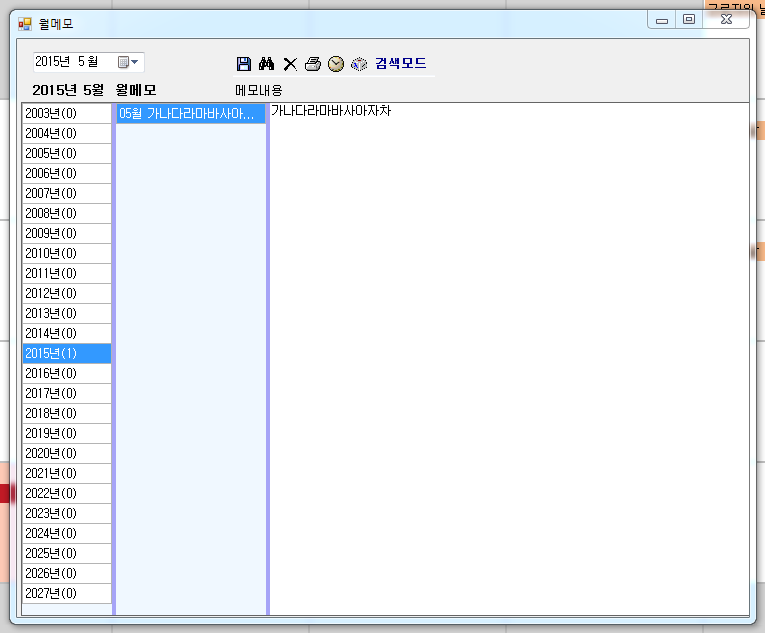 월메모
2015년 5월
검색모드
2015년 5월 월메모
메모내용
2003년(0)
2004년(0)
2005년(0)
2006년(0)
2007년(0)
2008년(0)
2009년(0)
2010년(0)
2011년(0)
2012년(0)
2013년(0)
2014년(0)
2015년(1)
2016년(0)
2017년(0)
2018년(0)
2019년(0)
2020년(0)
2021년(0)
2022년(0)
2023년(0)
2024년(0)
2025년(0)
2026년(0)
2027년(0)
05월 가나다라마바사아...
가나다라마바사아자차